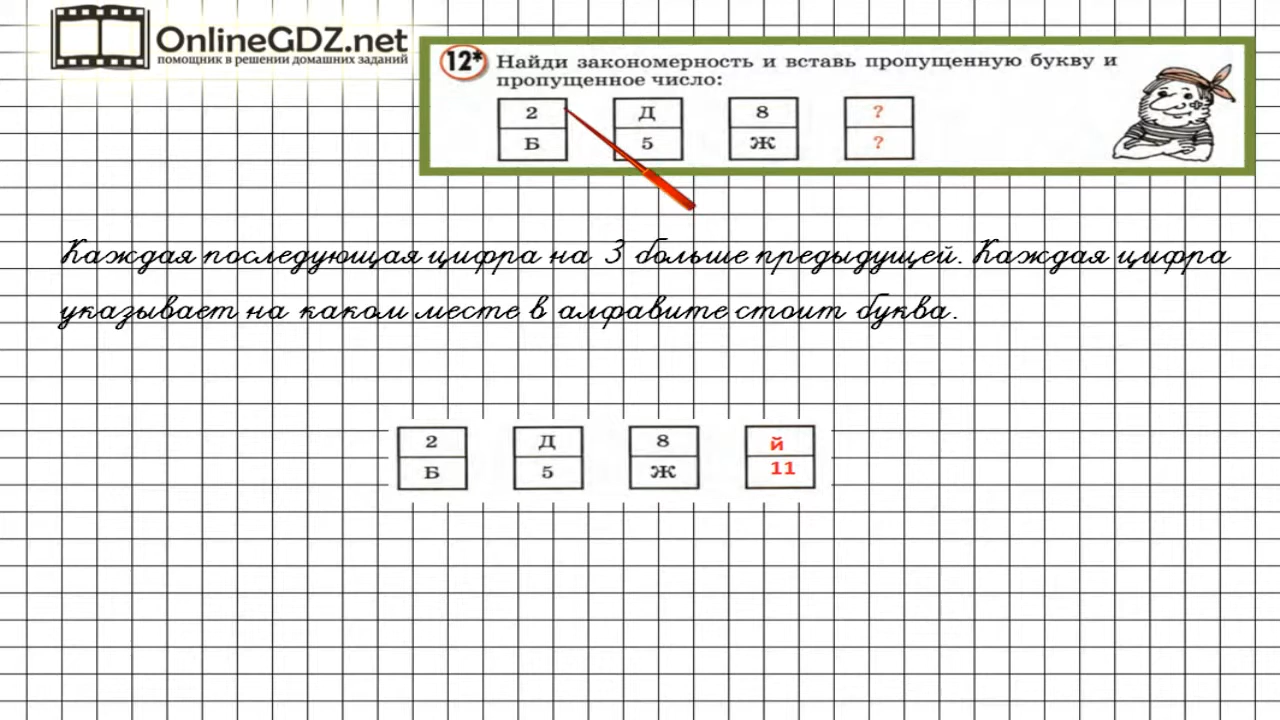 OnlineGDZ.net
помощник в решении домашних заданий
12* Найди закономерность и вставь пропущенную букву и
пропущенное число:
2 Д 8 ?
Б 5 Ж ?
Каждая последующая цифра на 3 больше предыдущей. Каждая цифра
указывает на каком месте в алфавите стоит буква.
2 Д 8 й
Б 5 Ж 11